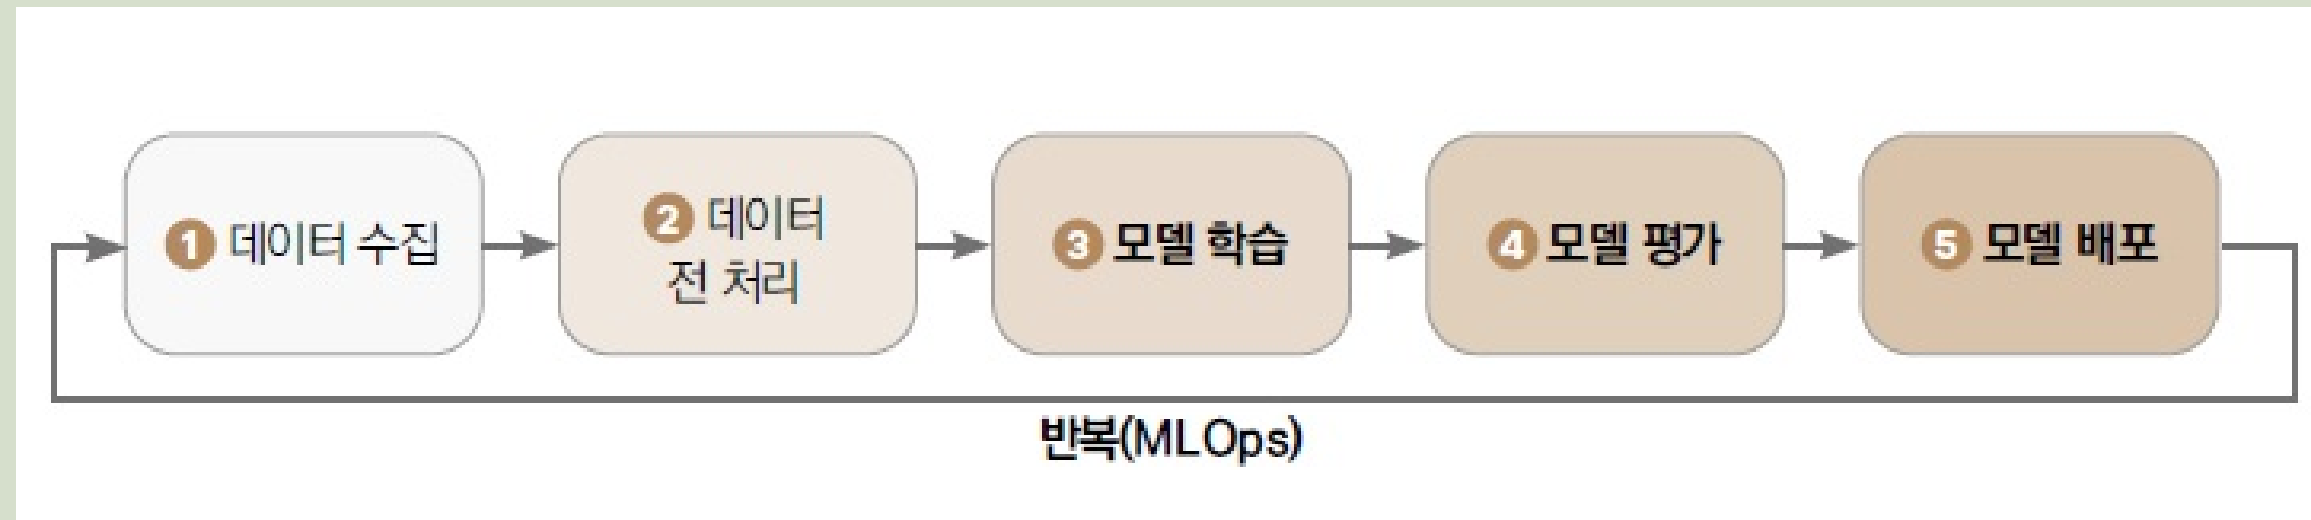 1 데이터 수집
2 데이터
전 처리
3 모델 학습
4 모델 평가
5 모델 배포
반복(MLOps)